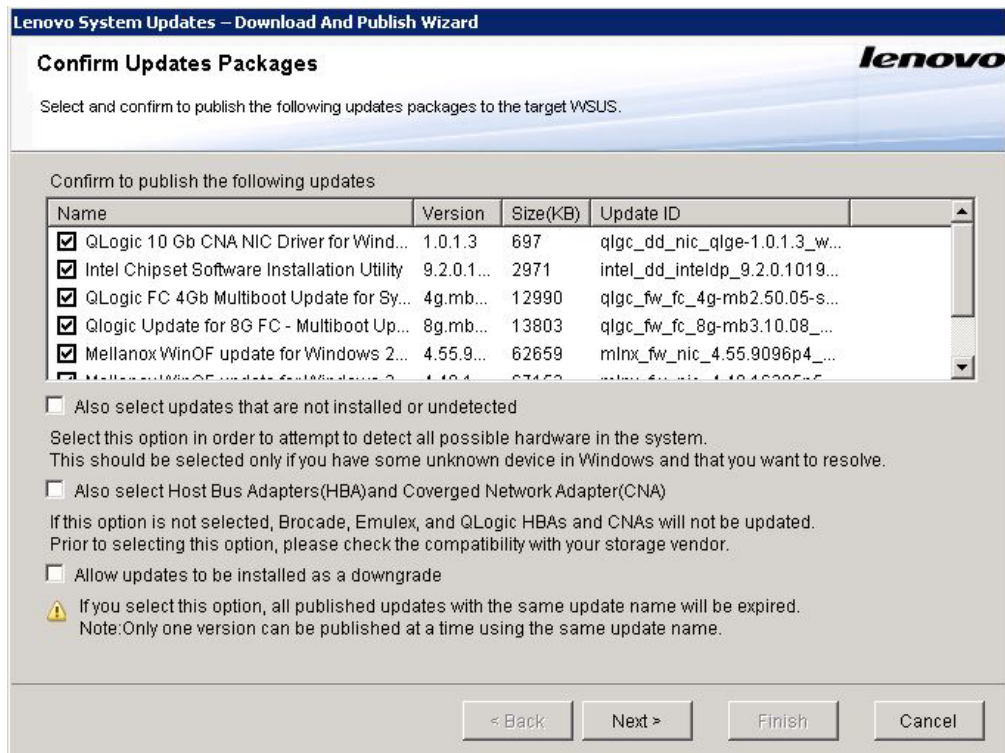 Lenovo System Updates – Download And Publish Wizard
Confirm Updates Packages
lenovo
Select and confirm to publish the following updates packages to the target WSUS.
Confirm to publish the following updates
Name Version Size(KB) Update ID
QLogic 10 Gb CNA NIC Driver for Wind... 1.0.1.3 697 qlgc_dd_nic_qlge-1.0.1.3_w...
Intel Chipset Software Installation Utility 9.2.0.1... 2971 intel_dd_inteldp_9.2.0.1019...
QLogic FC 4Gb Multiboot Update for Sy... 4g.mb... 12990 qlgc_fw_fc_4g-mb2.50.05-s...
Qlogic Update for 8G FC - Multiboot Up... 8g.mb... 13803 qlgc_fw_fc_8g-mb3.10.08_...
Mellanox WinOF update for Windows 2... 4.55.9... 62659 mlnx_fw_nic_4.55.9096p4_...
Mellanox WinOF update for Windows 2...
Also select updates that are not installed or undetected
Select this option in order to attempt to detect all possible hardware in the system.
This should be selected only if you have some unknown device in Windows and that you want to resolve.
Also select Host Bus Adapters(HBA)and Coverged Network Adapter(CNA)
If this option is not selected, Brocade, Emulex, and QLogic HBAs and CNAs will not be updated.
Prior to selecting this option, please check the compatibility with your storage vendor.
Allow updates to be installed as a downgrade
If you select this option, all published updates with the same update name will be expired.
Note:Only one version can be published at a time using the same update name.
< Back Next > Finish Cancel